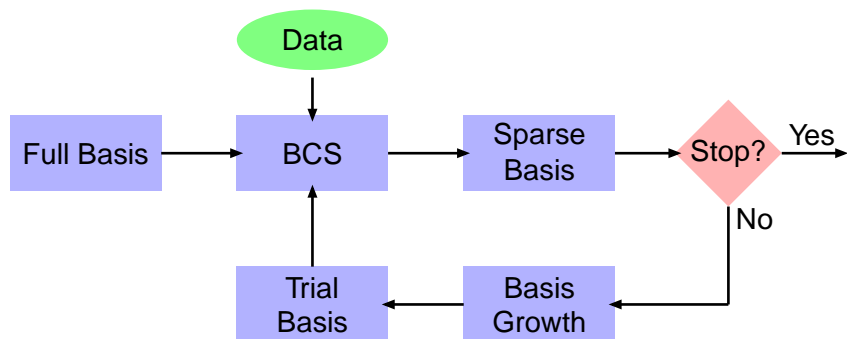 Data
Full Basis
BCS
Sparse
Basis
Stop?
Yes
No
Trial
Basis
Basis
Growth